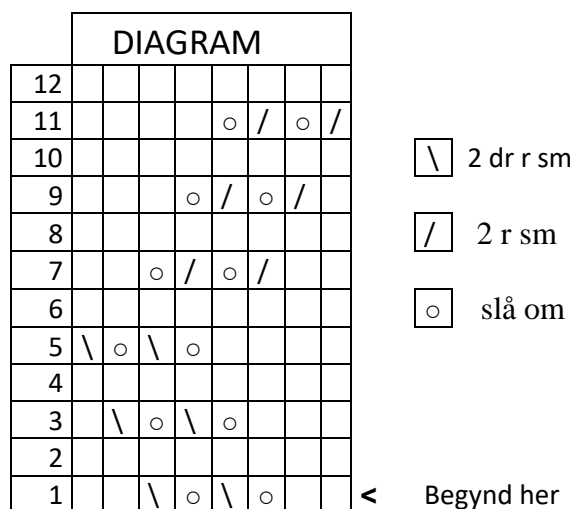 DIAGRAM
12
11 ○ / ○ /
10
9 ○ / ○ /
8
7 ○ / ○ /
6
5 \ ○ \ ○
4
3 \ ○ \ ○
2
1 \ ○ \ ○ < Begynd her
\ 2 dr r sm
/ 2 r sm
○ slå om